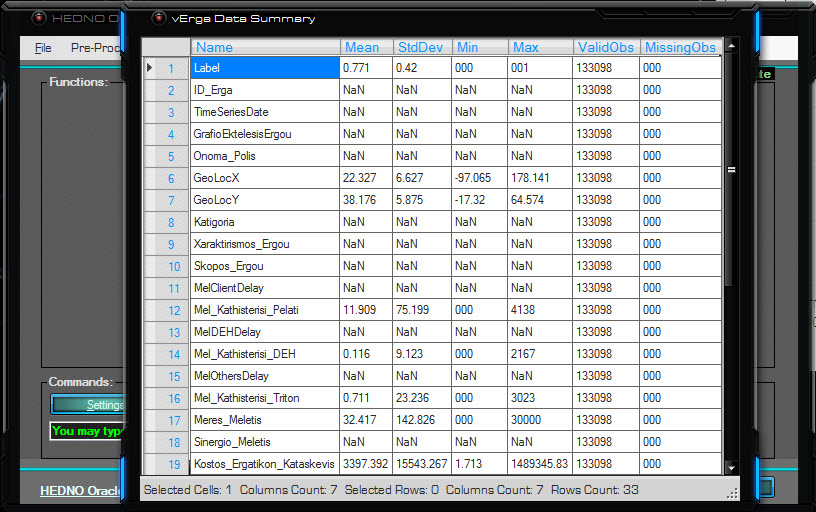 HEDNO O
vErga Data Summary
File Pre-Proc
Functions:
te
Name Mean StdDev Min Max ValidObs MissingObs
1 Label 0.771 0.42 000 001 133098 000
2 ID_Erga NaN NaN NaN NaN 133098 000
3 TimeSeriesDate NaN NaN NaN NaN 133098 000
4 GrafioEktelesisErgou NaN NaN NaN NaN 133098 000
5 Onoma_Polis NaN NaN NaN NaN 133098 000
6 GeoLocX 22.327 6.627 -97.065 178.141 133098 000
7 GeoLocY 38.176 5.875 -17.32 64.574 133098 000
8 Katigoria NaN NaN NaN NaN 133098 000
9 Xaraktirismos_Ergou NaN NaN NaN NaN 133098 000
10 Skopos_Ergou NaN NaN NaN NaN 133098 000
11 MelClientDelay NaN NaN NaN NaN 133098 000
12 Mel_Kathisterisi_Pelati 11.909 75.199 000 4138 133098 000
13 MelDEHDelay NaN NaN NaN NaN 133098 000
14 Mel_Kathisterisi_DEH 0.116 9.123 000 2167 133098 000
15 MelOthersDelay NaN NaN NaN NaN 133098 000
16 Mel_Kathisterisi_Triton 0.711 23.236 000 3023 133098 000
17 Meres_Meletis 32.417 142.826 000 30000 133098 000
18 Sinergio_Meletis NaN NaN NaN NaN 133098 000
19 Kostos_Ergatikon_Kataskevis 3397.392 15543.267 1.713 1489345.83 133098 000
Commands:
Settings
You may typ
HEDNO Oracle
Selected Cells: 1 Columns Count: 7 Selected Rows: 0 Columns Count: 7 Rows Count: 33